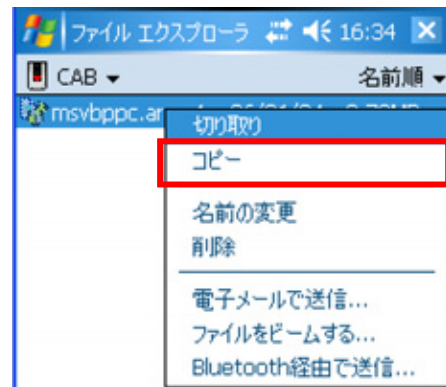 ファイル エクスプローラ 16:34
CAB 名前順
msvbppc.ar
切り取り
コピー
名前の変更
削除
電子メールで送信...
ファイルをビームする...
Bluetooth経由で送信...